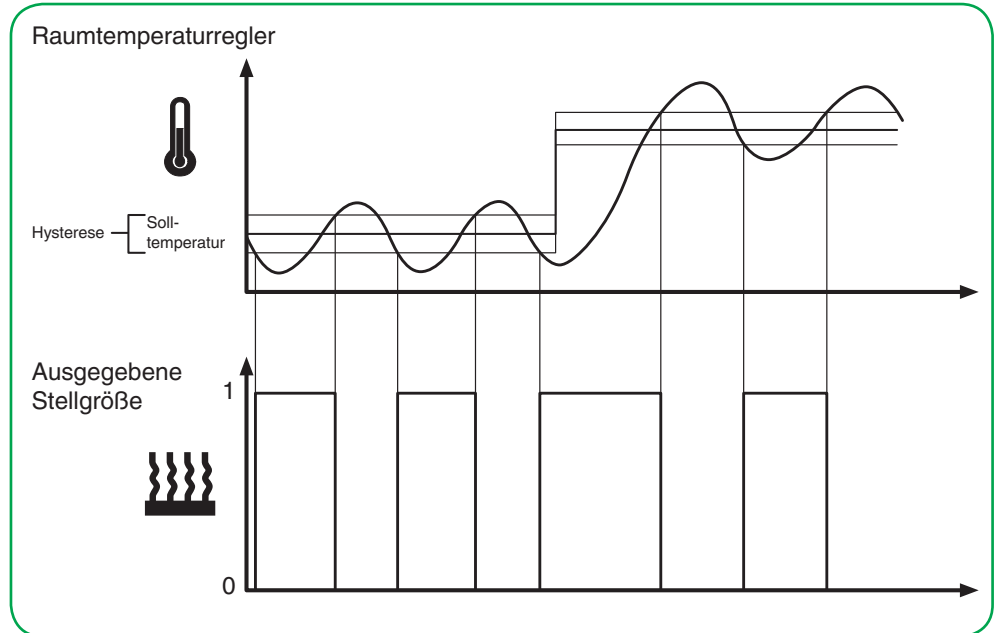 Raumtemperaturregler
Hysterese
Soll-
temperatur
Ausgegebene
Stellgröße
1
0